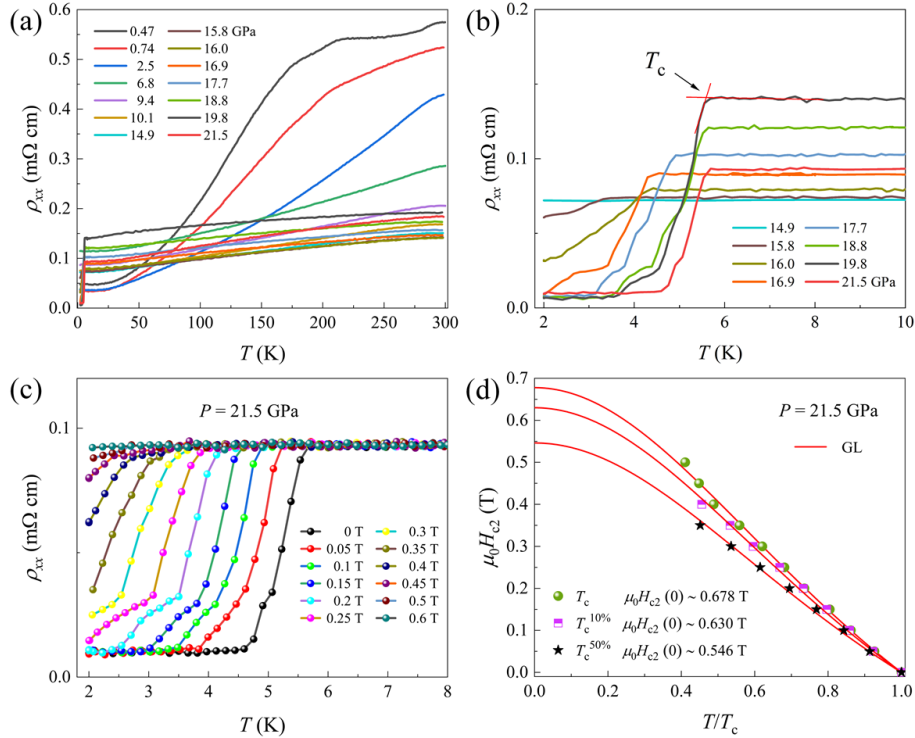 (a)
0.6
0.5
0.4
0.3
0.2
0.1
0.0
ρxx (mΩ cm)
0.47
0.74
2.5
6.8
9.4
10.1
14.9
15.8 GPa
16.0
16.9
17.7
18.8
19.8
21.5
0 50 100 150 200 250 300
T (K)
(b)
0.2
0.1
0.0
ρxx (mΩ cm)
Tc
14.9
15.8
16.0
16.9
17.7
18.8
19.8
21.5 GPa
2 4 6 8 10
T (K)
(c)
P = 21.5 GPa
0.1
0.0
ρxx (mΩ cm)
0 T
0.05 T
0.1 T
0.15 T
0.2 T
0.25 T
0.3 T
0.35 T
0.4 T
0.45 T
0.5 T
0.6 T
2 3 4 5 6 7 8
T (K)
(d)
P = 21.5 GPa
GL
0.7
0.6
0.5
0.4
0.3
0.2
0.1
0.0
μ0Hc2 (T)
Tc μ0Hc2 (0) ~ 0.678 T
Tc10% μ0Hc2 (0) ~ 0.630 T
Tc50% μ0Hc2 (0) ~ 0.546 T
0.0 0.2 0.4 0.6 0.8 1.0
T/Tc